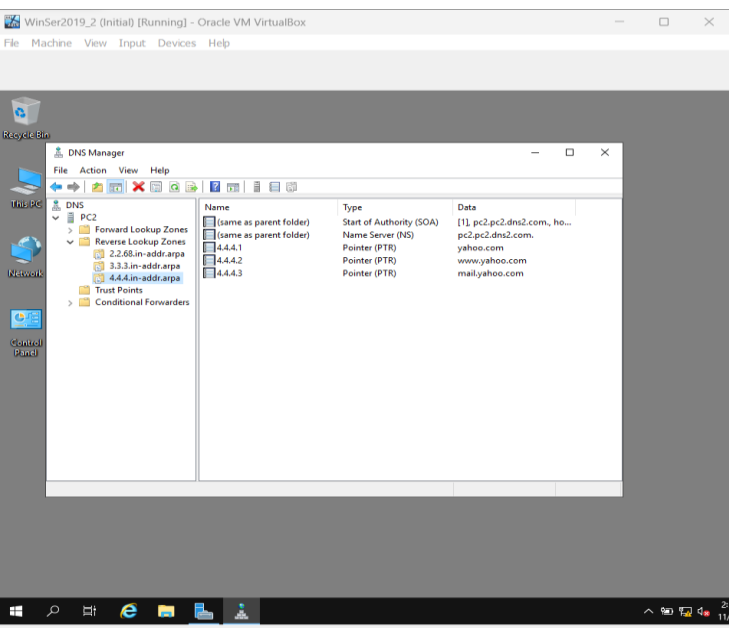 WinSer2019_2 (Initial) [Running] - Oracle VM VirtualBox
File Machine View Input Devices Help
Recycle Bin
This PC
Network
Control Panel
DNS Manager
File Action View Help
DNS
PC2
Forward Lookup Zones
Reverse Lookup Zones
2.2.68.in-addr.arpa
3.3.3.in-addr.arpa
4.4.4.in-addr.arpa
Trust Points
Conditional Forwarders
Name Type Data
(same as parent folder) Start of Authority (SOA) [1], pc2.pc2.dns2.com., ho...
(same as parent folder) Name Server (NS) pc2.pc2.dns2.com.
4.4.4.1 Pointer (PTR) yahoo.com
4.4.4.2 Pointer (PTR) www.yahoo.com
4.4.4.3 Pointer (PTR) mail.yahoo.com
2:
11/